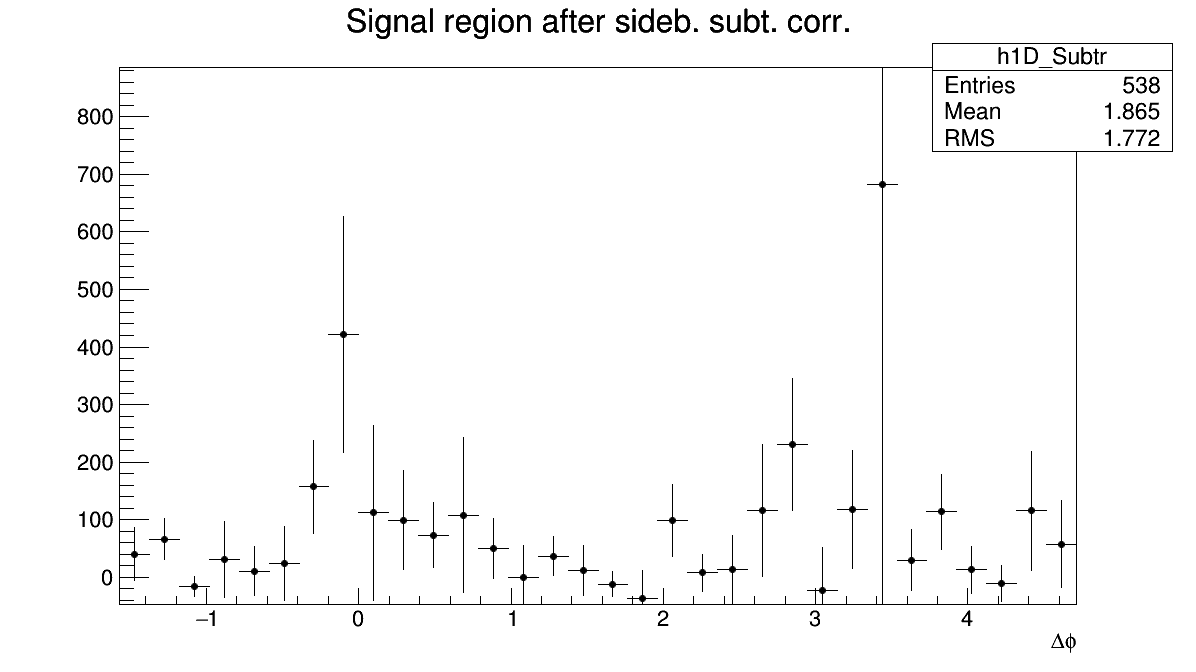 Signal region after sideb. subt. corr.
h1D_Subtr
Entries 538
Mean 1.865
RMS 1.772
800
700
600
500
400
300
200
100
0
−1 0 1 2 3 4
Δϕ